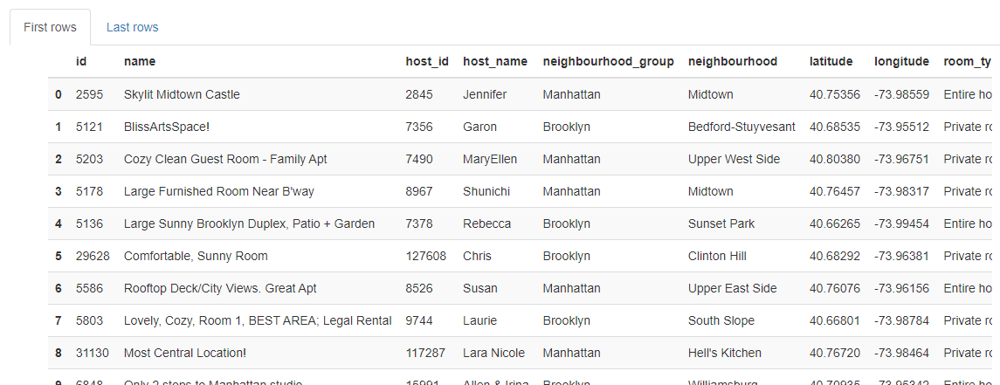 First rows Last rows
id name host_id host_name neighbourhood_group neighbourhood latitude longitude room_ty
0 2595 Skylit Midtown Castle 2845 Jennifer Manhattan Midtown 40.75356 -73.98559 Entire ho
1 5121 BlissArtsSpace! 7356 Garon Brooklyn Bedford-Stuyvesant 40.68535 -73.95512 Private ro
2 5203 Cozy Clean Guest Room - Family Apt 7490 MaryEllen Manhattan Upper West Side 40.80380 -73.96751 Private ro
3 5178 Large Furnished Room Near B'way 8967 Shunichi Manhattan Midtown 40.76457 -73.98317 Private ro
4 5136 Large Sunny Brooklyn Duplex, Patio + Garden 7378 Rebecca Brooklyn Sunset Park 40.66265 -73.99454 Entire ho
5 29628 Comfortable, Sunny Room 127608 Chris Brooklyn Clinton Hill 40.68292 -73.96381 Private ro
6 5586 Rooftop Deck/City Views. Great Apt 8526 Susan Manhattan Upper East Side 40.76076 -73.96156 Entire ho
7 5803 Lovely, Cozy, Room 1, BEST AREA; Legal Rental 9744 Laurie Brooklyn South Slope 40.66801 -73.98784 Private ro
8 31130 Most Central Location! 117287 Lara Nicole Manhattan Hell's Kitchen 40.76720 -73.98464 Private ro
9 6848 Only 2 stops to Manhattan studio 15991 Allen & Irina Brooklyn Williamsburg 40.70935 -73.95342 Entire ho